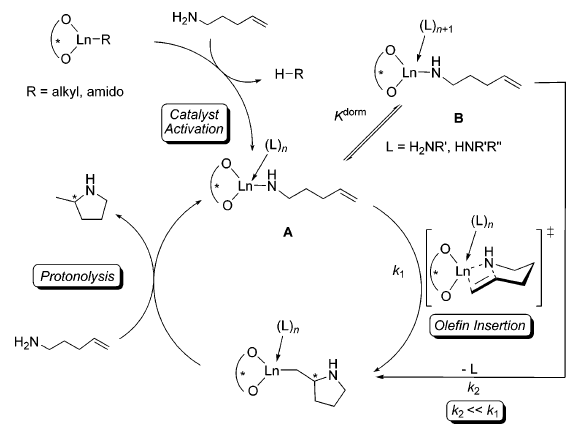 O
* Ln-R
O
R = alkyl, amido
H₂N
H-R
Catalyst
Activation
(L)ₙ
O H
* Ln-N
O
A
(L)ₙ₊₁
O H
* Ln-N
O
B
L = H₂NR', HNR'R''
Kᵈᵒʳᵐ
H
N
*
Protonolysis
H₂N
k₁
(L)ₙ
‡
O H
* Ln N
O
Olefin Insertion
(L)ₙ
O H
* Ln N
O *
- L
k₂
k₂ << k₁